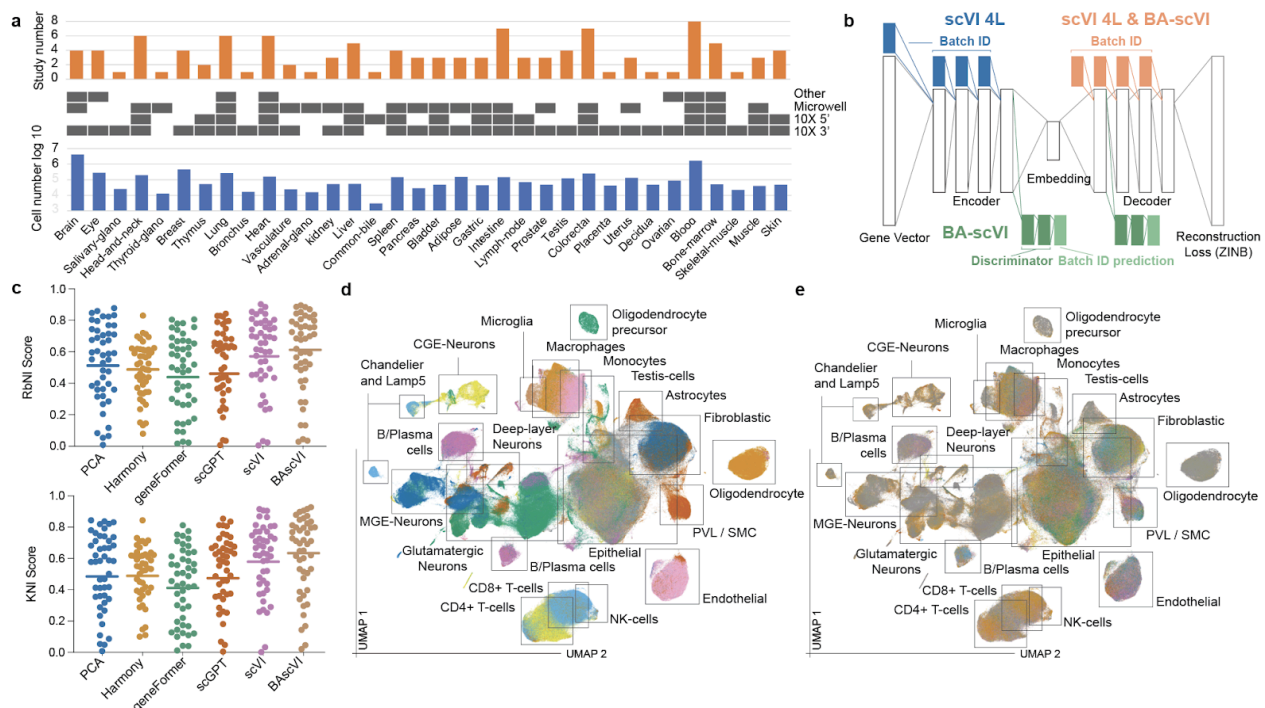 a
Study number
8
6
4
2
0
Other
Microwell
10X 5'
10X 3'
Cell number log 10
7
6
5
4
3
Brain
Eye
Salivary-gland
Head-and-neck
Thyroid-gland
Breast
Thymus
Lung
Bronchus
Heart
Vasculature
Adrenal-gland
kidney
Liver
Common-bile
Spleen
Pancreas
Bladder
Adipose
Gastric
Intestine
Lymph-node
Prostate
Testis
Colorectal
Placenta
Uterus
Decidua
Ovarian
Blood
Bone-marrow
Skeletal-muscle
Muscle
Skin
b
scVI 4L
scVI 4L & BA-scVI
Batch ID
Batch ID
Embedding
Encoder
Decoder
BA-scVI
Gene Vector
Reconstruction
Loss (ZINB)
Discriminator
Batch ID prediction
c
RbNI Score
1.0
0.8
0.6
0.4
0.2
0.0
PCA
Harmony
geneFormer
scGPT
scVI
BAscVI
KNI Score
1.0
0.8
0.6
0.4
0.2
0.0
PCA
Harmony
geneFormer
scGPT
scVI
BAscVI
d
Oligodendrocyte
precursor
Microglia
Macrophages
CGE-Neurons
Monocytes
Chandelier
and Lamp5
Testis-cells
Astrocytes
Fibroblastic
B/Plasma
cells
Deep-layer
Neurons
Oligodendrocyte
MGE-Neurons
PVL / SMC
Glutamatergic
Neurons
Epithelial
B/Plasma cells
CD8+ T-cells
CD4+ T-cells
Endothelial
NK-cells
UMAP 1
UMAP 2
e
Oligodendrocyte
precursor
Microglia
Macrophages
CGE-Neurons
Monocytes
Chandelier
and Lamp5
Testis-cells
Astrocytes
Fibroblastic
B/Plasma
cells
Deep-layer
Neurons
Oligodendrocyte
MGE-Neurons
PVL / SMC
Glutamatergic
Neurons
Epithelial
B/Plasma cells
CD8+ T-cells
CD4+ T-cells
Endothelial
NK-cells
UMAP 1
UMAP 2